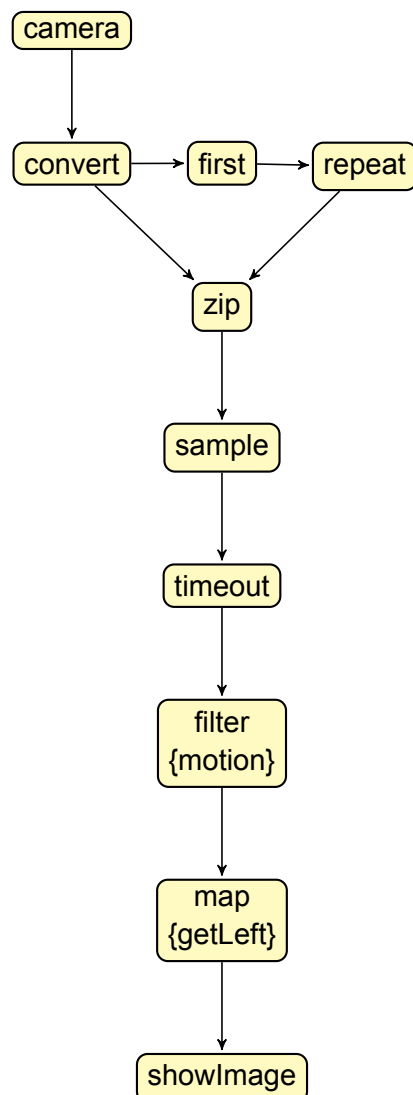 camera
convert
first
repeat
zip
sample
timeout
filter
{motion}
map
{getLeft}
showImage